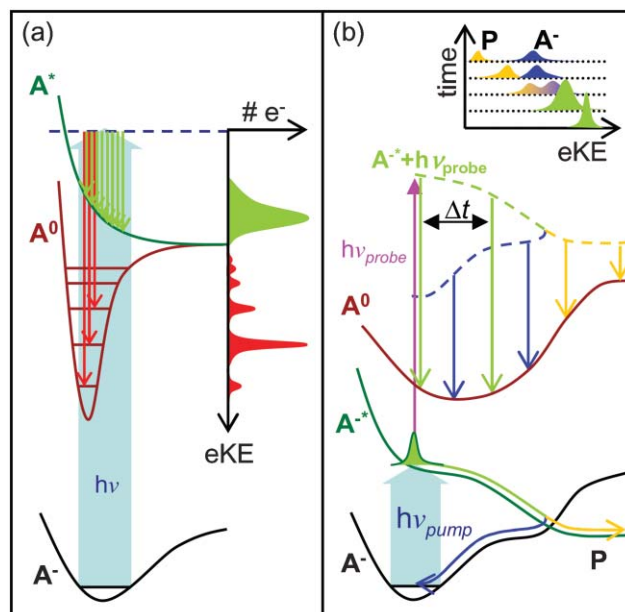 (a)
A*
# e-
A0
eKE
hν
A-
(b)
P A-
time
eKE
A-*+hνprobe
Δt
hνprobe
A0
A-*
hνpump
A-
P